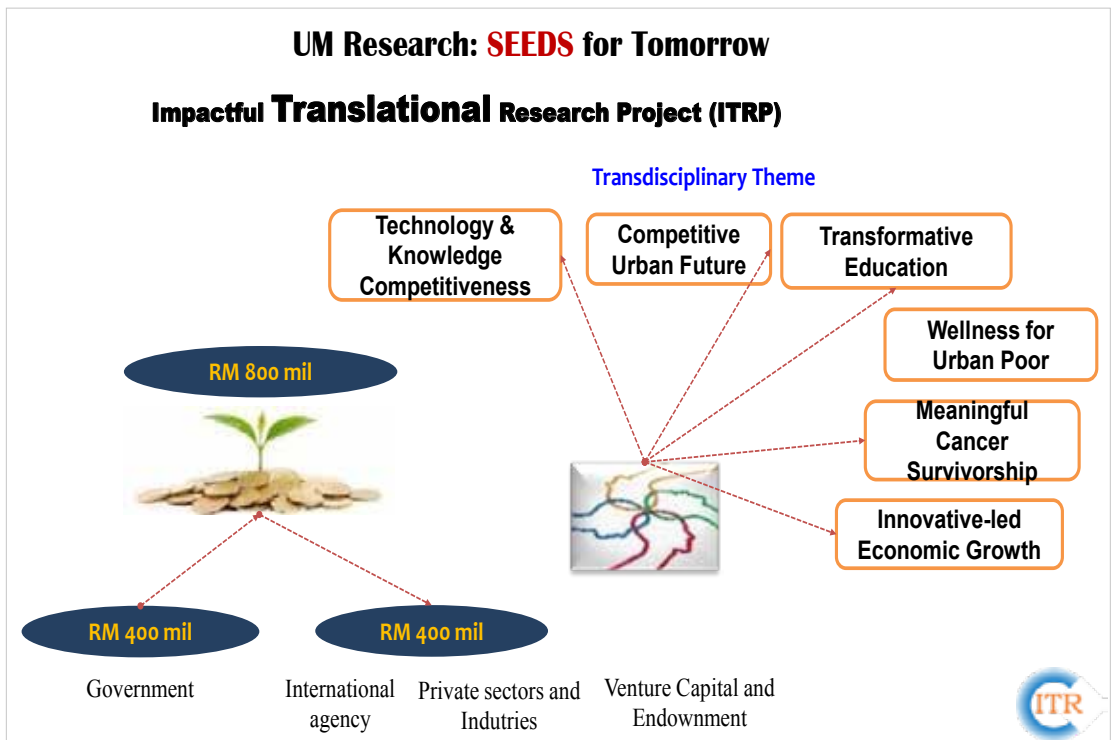 UM Research: SEEDS for Tomorrow
Impactful Translational Research Project (ITRP)
Transdisciplinary Theme
Technology &
Knowledge
Competitiveness
Competitive
Urban Future
Transformative
Education
Wellness for
Urban Poor
Meaningful
Cancer
Survivorship
Innovative-led
Economic Growth
RM 800 mil
RM 400 mil
RM 400 mil
Government
International
agency
Private sectors and
Indutries
Venture Capital and
Endownment
ITR